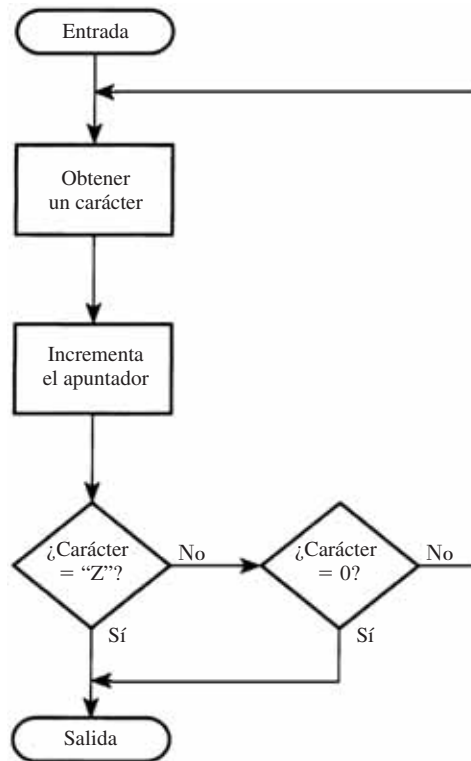 Entrada
Obtener
un carácter
Incrementa
el apuntador
¿Carácter
= “Z”?
No
¿Carácter
= 0?
No
Sí
Sí
Salida